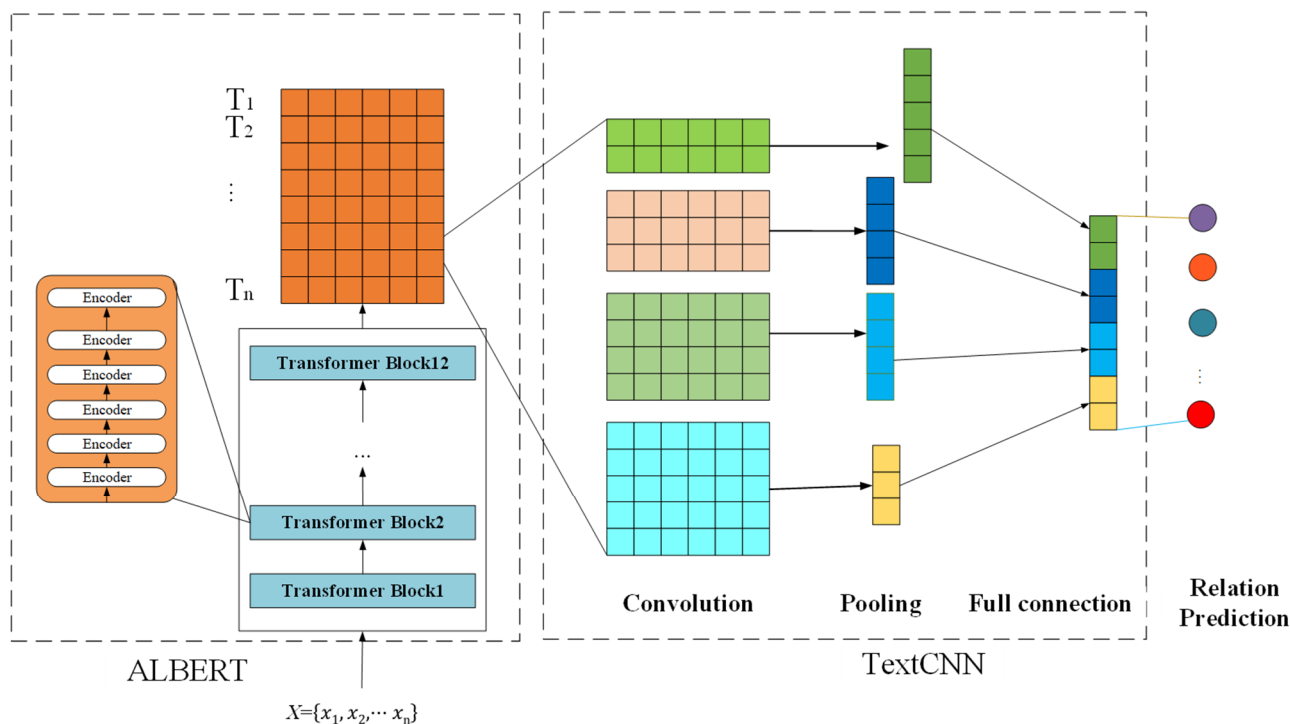 T1
T2
⋮
Tn
Encoder
Encoder
Encoder
Encoder
Encoder
Encoder
Transformer Block12
...
Transformer Block2
Transformer Block1
ALBERT
X={x1, x2,⋯ xn}
Convolution
Pooling
Full connection
TextCNN
⋮
Relation
Prediction